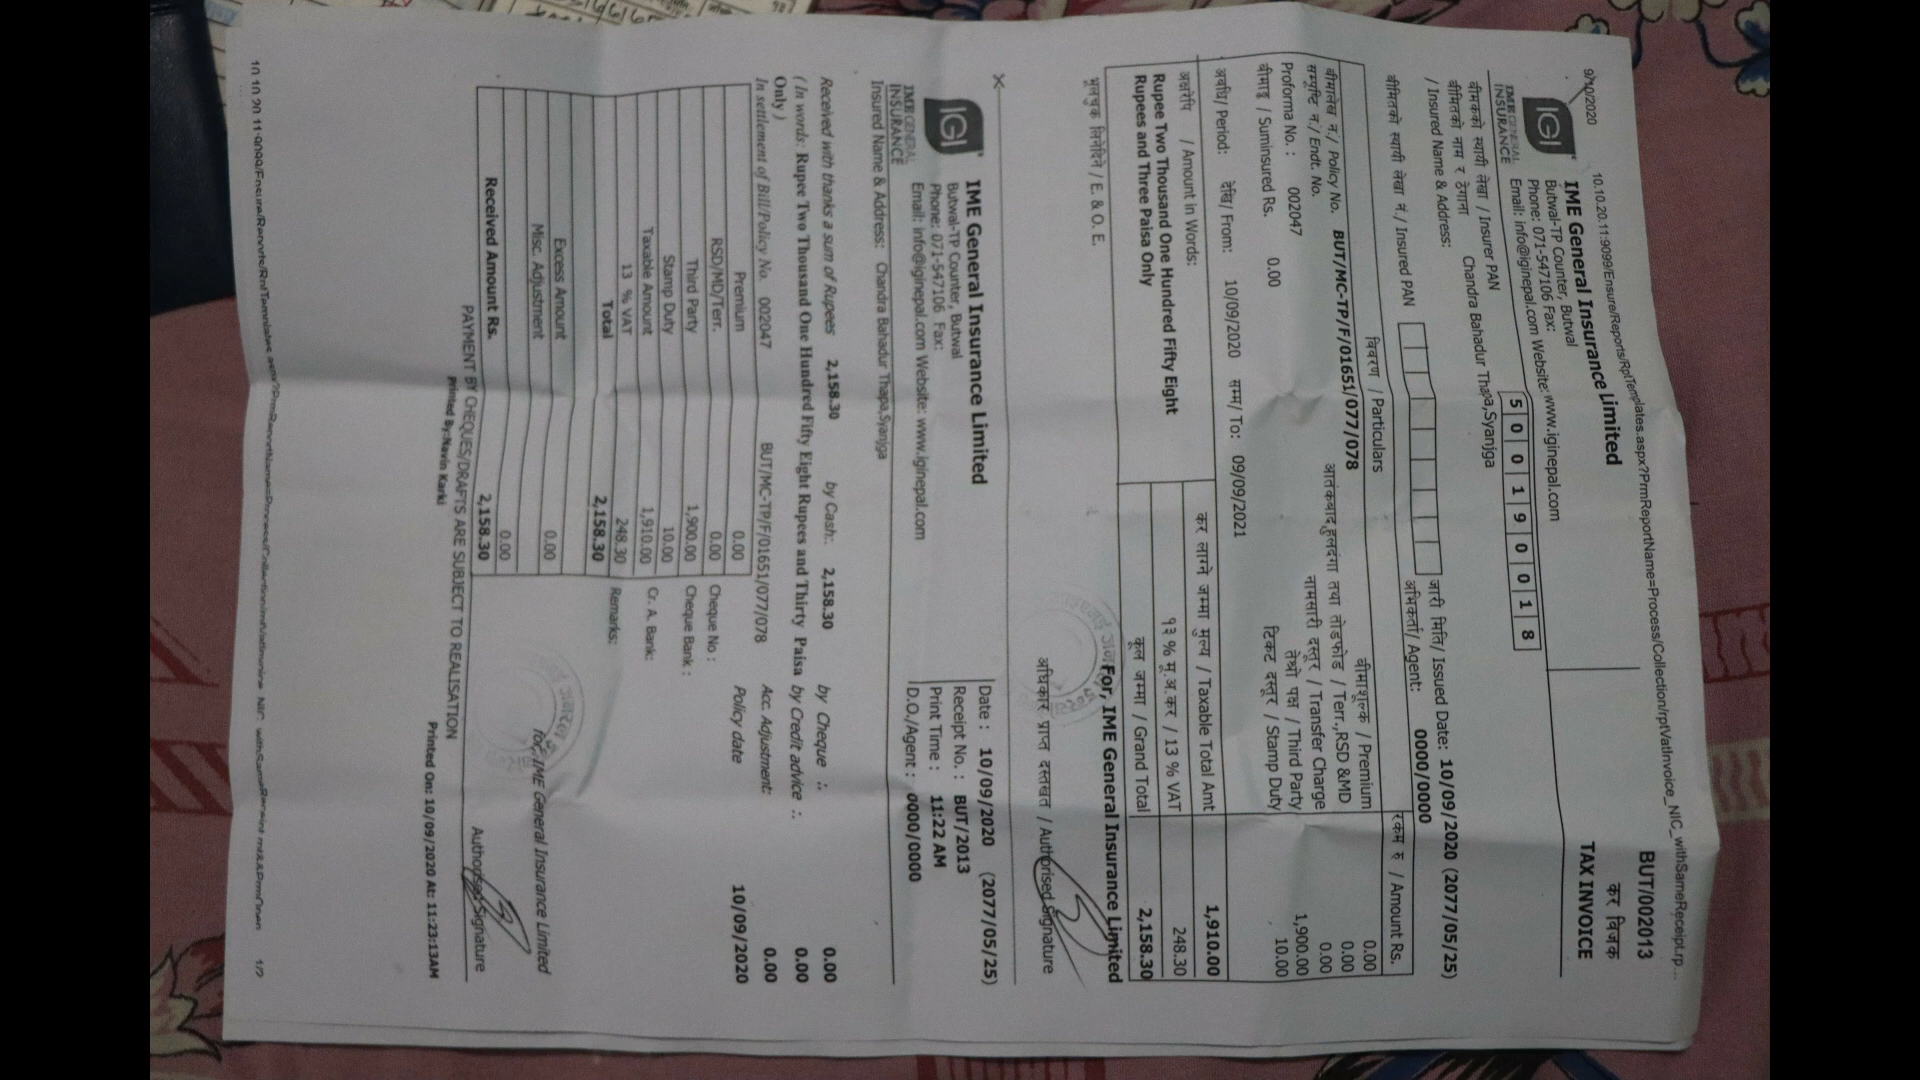 9/10/2020
10.10.20.11:9099/Ensure/Reports/RptTemplates.aspx?PrmReportName=Process/Collection/rptVatInvoice_NIC_withSameReceipt.rp...
IGI
IME GENERAL
INSURANCE
IME General Insurance Limited
Butwal-TP Counter, Butwal
Phone: 071-547106 Fax:
Email: info@iginepal.com Website: www.iginepal.com
BUT/002013
कर विजक
TAX INVOICE
बीमकको स्थायी लेखा / Insurer PAN 5 0 0 1 9 0 0 1 8
बीमितको नाम र ठेगाना
/ Insured Name & Address: Chandra Bahadur Thapa,Syanjga
जारी मिति/ Issued Date: 10/09/2020 (2077/05/25)
बीमितको स्थायी लेखा नं./ Insured PAN
अभिकर्ता/ Agent: 0000/0000
विवरण / Particulars
रकम रु / Amount Rs.
बीमालेख न./ Policy No. BUT/MC-TP/F/01651/077/078
बीमाशूल्क / Premium 0.00
सम्पुष्टि न./ Endt. No.
आतंकवाद हुलदंगा तथा तोडफोड / Terr.,RSD &MD 0.00
नामसारी दस्तूर / Transfer Charge 0.00
Proforma No. : 002047
तेश्रो पक्ष / Third Party 1,900.00
बीमाङ्क / Suminsured Rs. 0.00
टिकट दस्तूर / Stamp Duty 10.00
अवधि/ Period: देखि/ From: 10/09/2020 सम्म/ To: 09/09/2021
कर लाग्ने जम्मा मुल्य / Taxable Total Amt 1,910.00
अक्षरेपि / Amount in Words:
१३ % मू.अ.कर / 13 % VAT 248.30
Rupee Two Thousand One Hundred Fifty Eight
Rupees and Three Paisa Only
कूल जम्मा / Grand Total 2,158.30
भूलचुक लिनेदिने / E. & O. E.
For, IME General Insurance Limited
अधिकार प्राप्त दस्तखत / Authorised Signature
IGI
IME GENERAL
INSURANCE
IME General Insurance Limited
Butwal-TP Counter, Butwal
Phone: 071-547106 Fax:
Email: info@iginepal.com Website: www.iginepal.com
Date : 10/09/2020 (2077/05/25)
Receipt No. : BUT/2013
Print Time : 11:22 AM
D.O./Agent : 0000/0000
Insured Name & Address: Chandra Bahadur Thapa,Syanjga
Received with thanks a sum of Rupees 2,158.30 by Cash: 2,158.30 by Cheque : 0.00
( In words: Rupee Two Thousand One Hundred Fifty Eight Rupees and Thirty Paisa Only )
by Credit advice : 0.00
In settlement of Bill/Policy No. 002047 BUT/MC-TP/F/01651/077/078 Acc. Adjustment: 0.00
Premium 0.00
Policy date 10/09/2020
RSD/MD/Terr. 0.00
Cheque No :
Third Party 1,900.00
Cheque Bank :
Stamp Duty 10.00
Taxable Amount 1,910.00
Cr. A. Bank:
13 % VAT 248.30
Remarks:
Total 2,158.30
Excess Amount 0.00
Misc. Adjustment 0.00
Received Amount Rs. 2,158.30
for, IME General Insurance Limited
Authorised Signature
PAYMENT BY CHEQUES/DRAFTS ARE SUBJECT TO REALISATION
Printed By:Navin Karki
Printed On: 10/09/2020 At: 11:23:13AM
1/2